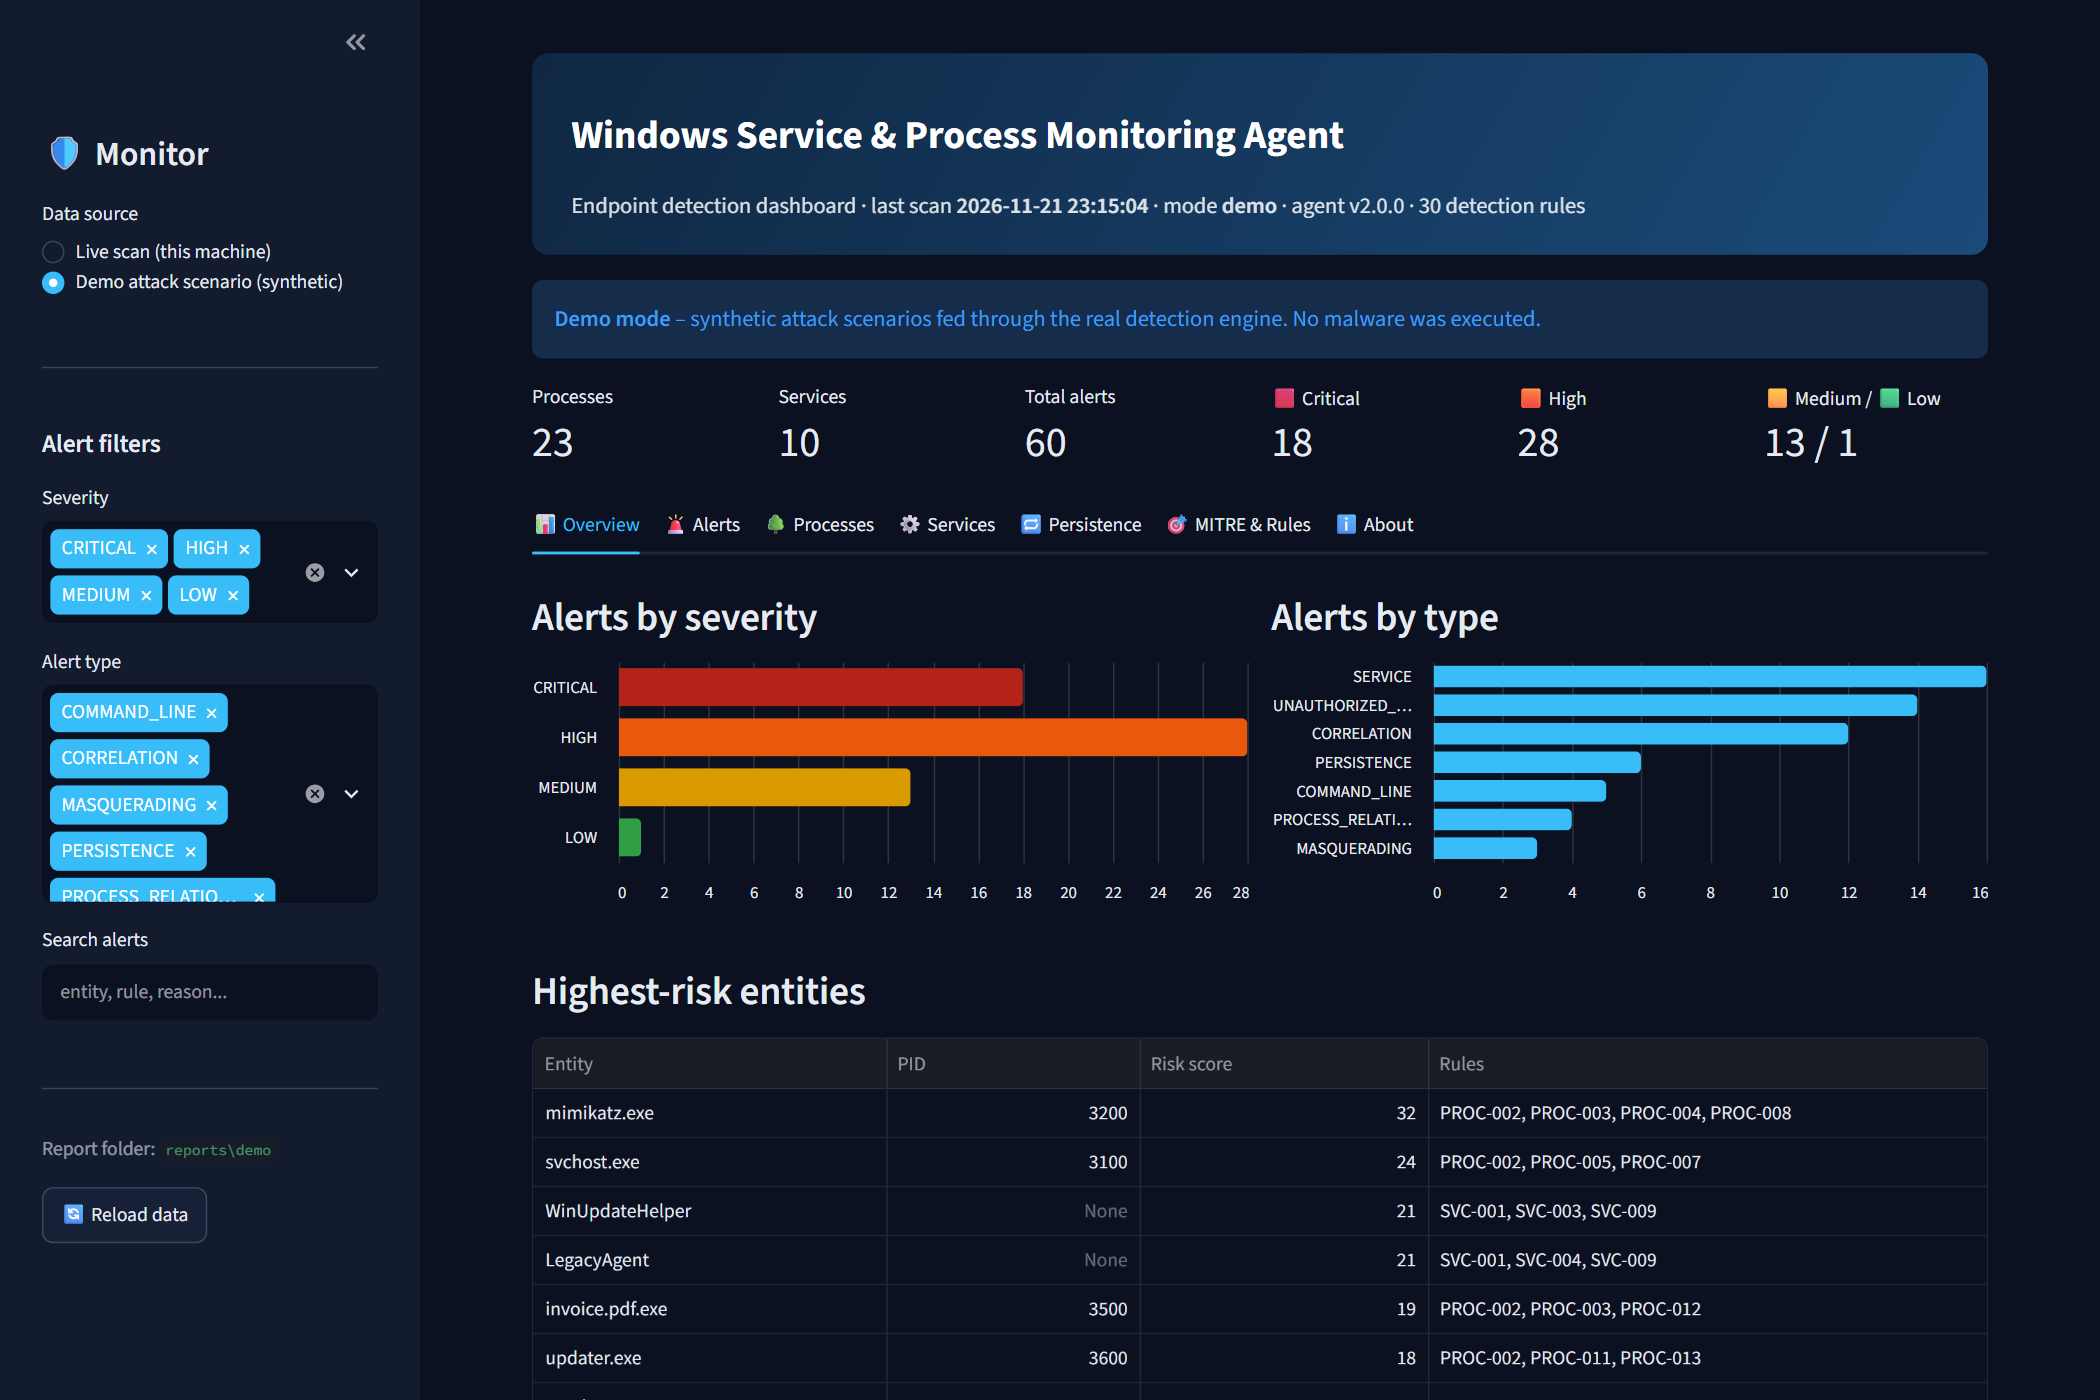 Monitor
Data source
Live scan (this machine)
Demo attack scenario (synthetic)
Alert filters
Severity
CRITICAL
HIGH
MEDIUM
LOW
Alert type
COMMAND_LINE
CORRELATION
MASQUERADING
PERSISTENCE
PROCESS_RELATIO...
Search alerts
entity, rule, reason...
Report folder: reports\demo
Reload data
Windows Service & Process Monitoring Agent
Endpoint detection dashboard · last scan 2026-11-21 23:15:04 · mode demo · agent v2.0.0 · 30 detection rules
Demo mode – synthetic attack scenarios fed through the real detection engine. No malware was executed.
Processes
23
Services
10
Total alerts
60
Critical
18
High
28
Medium / Low
13 / 1
Overview
Alerts
Processes
Services
Persistence
MITRE & Rules
About
Alerts by severity
CRITICAL
HIGH
MEDIUM
LOW
0 2 4 6 8 10 12 14 16 18 20 22 24 26 28
Alerts by type
SERVICE
UNAUTHORIZED_...
CORRELATION
PERSISTENCE
COMMAND_LINE
PROCESS_RELATI...
MASQUERADING
0 2 4 6 8 10 12 14 16
Highest-risk entities
Entity PID Risk score Rules
mimikatz.exe 3200 32 PROC-002, PROC-003, PROC-004, PROC-008
svchost.exe 3100 24 PROC-002, PROC-005, PROC-007
WinUpdateHelper None 21 SVC-001, SVC-003, SVC-009
LegacyAgent None 21 SVC-001, SVC-004, SVC-009
invoice.pdf.exe 3500 19 PROC-002, PROC-003, PROC-012
updater.exe 3600 18 PROC-002, PROC-011, PROC-013